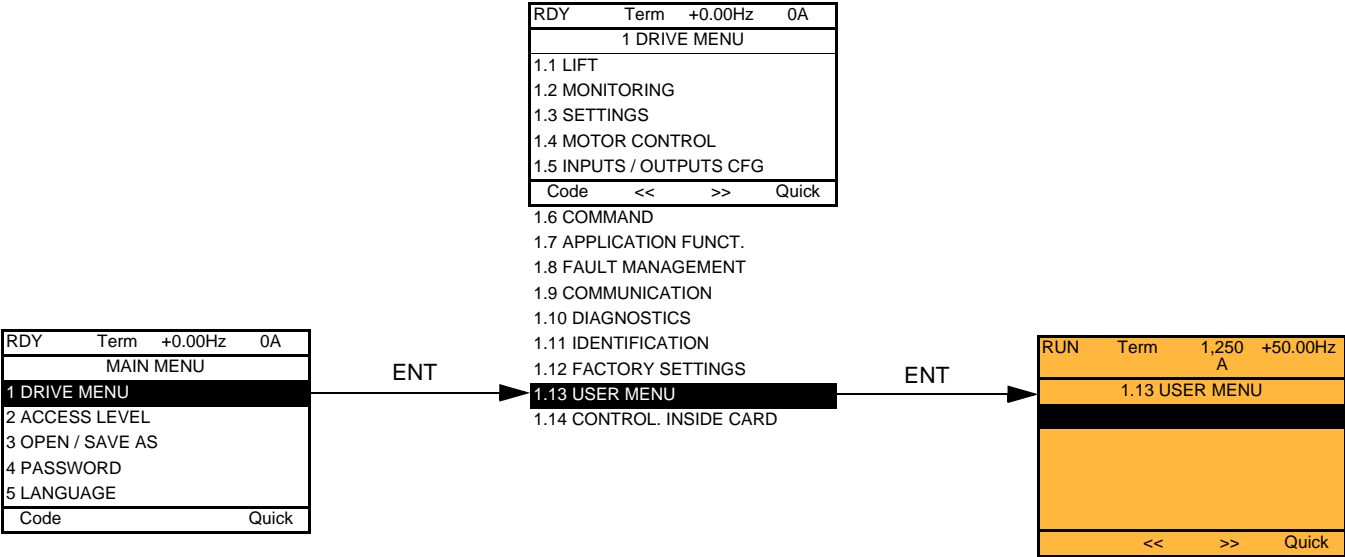 RDY Term +0.00Hz 0A
MAIN MENU
1 DRIVE MENU
2 ACCESS LEVEL
3 OPEN / SAVE AS
4 PASSWORD
5 LANGUAGE
Code Quick
ENT
RDY Term +0.00Hz 0A
1 DRIVE MENU
1.1 LIFT
1.2 MONITORING
1.3 SETTINGS
1.4 MOTOR CONTROL
1.5 INPUTS / OUTPUTS CFG
Code << >> Quick
1.6 COMMAND
1.7 APPLICATION FUNCT.
1.8 FAULT MANAGEMENT
1.9 COMMUNICATION
1.10 DIAGNOSTICS
1.11 IDENTIFICATION
1.12 FACTORY SETTINGS
1.13 USER MENU
1.14 CONTROL. INSIDE CARD
ENT
RUN Term 1,250 +50.00Hz
A
1.13 USER MENU
<< >> Quick